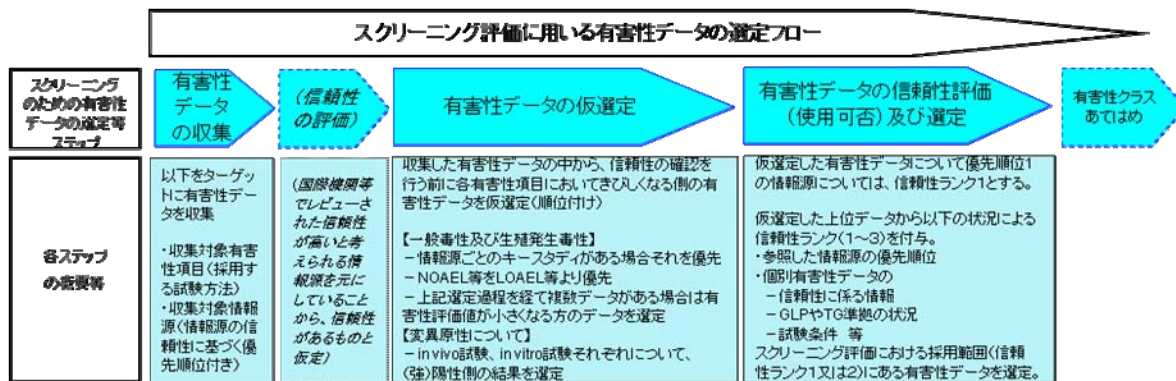 スクリーニング評価に用いる有害性データの選定フロー
スクリーニング
のための有害性
データの選定等
ステップ
有害性
データ
の収集
(信頼性
の評価)
有害性データの仮選定
有害性データの信頼性評価
(使用可否)及び選定
有害性クラス
あてはめ
各ステップ
の概要等
以下をターゲッ
トに有害性デー
タを収集
・収集対象有害
性項目(採用す
る試験方法)
・収集対象情報
源(情報源の信
頼性に基づく優
先順位付き)
(国際機関等
でレビューさ
れた信頼性
が高いと考
えられる情
報源を元に
していること
から、信頼性
があるものと
仮定)
収集した有害性データの中から、信頼性の確認を
行う前に各有害性項目においてきびしくなる側の有
害性データを仮選定(順位付け)
【一般毒性及び生殖発生毒性】
－情報源ごとのキースタディがある場合それを優先
－NOAEL等をLOAEL等より優先
－上記選定過程を経て複数データがある場合は有
害性評価値が小さくなる方のデータを選定
【変異原性について】
－in vivo試験、in vitro試験それぞれについて、
(強)陽性側の結果を選定
仮選定した有害性データについて優先順位1
の情報源については、信頼性ランク1とする。
仮選定した上位データから以下の状況による
信頼性ランク(1～3)を付与。
・参照した情報源の優先順位
・個別有害性データの
－信頼性に係る情報
－GLPやTG準拠の状況
－試験条件 等
スクリーニング評価における採用範囲(信頼
性ランク1又は2)にある有害性データを選定。